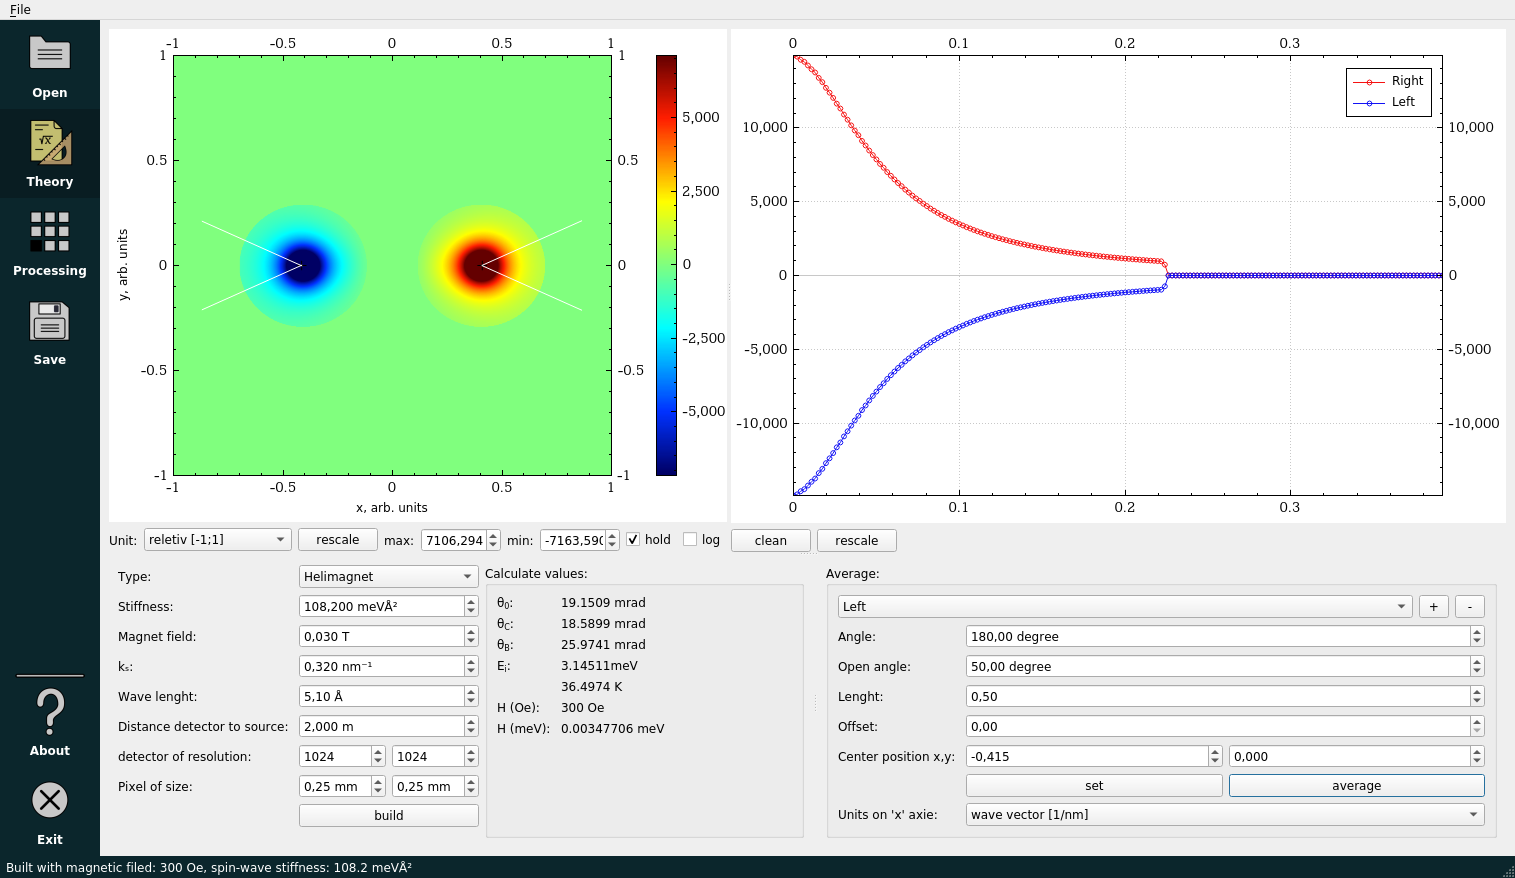 File
Open
Theory
Processing
Save
About
Exit
-1 -0.5 0 0.5 1
1 0.5 0 -0.5 -1
y, arb. units
1 0.5 0 -0.5 -1
-1 -0.5 0 0.5 1
x, arb. units
5,000
2,500
0
-2,500
-5,000
0 0.1 0.2 0.3
Right
Left
10,000 10,000
5,000 5,000
0 0
-5,000 -5,000
-10,000 -10,000
0 0.1 0.2 0.3
Unit: reletiv [-1;1] rescale max: 7106,294 min: -7163,590 hold log clean rescale
Type: Helimagnet
Stiffness: 108,200 meVÅ²
Magnet field: 0,030 T
kₛ: 0,320 nm⁻¹
Wave lenght: 5,10 Å
Distance detector to source: 2,000 m
detector of resolution: 1024 1024
Pixel of size: 0,25 mm 0,25 mm
build
Calculate values:
θ₀: 19.1509 mrad
θC: 18.5899 mrad
θB: 25.9741 mrad
Eᵢ: 3.14511meV
36.4974 K
H (Oe): 300 Oe
H (meV): 0.00347706 meV
Average:
Left + -
Angle: 180,00 degree
Open angle: 50,00 degree
Lenght: 0,50
Offset: 0,00
Center position x,y: -0,415 0,000
set average
Units on 'x' axie: wave vector [1/nm]
Built with magnetic filed: 300 Oe, spin-wave stiffness: 108.2 meVÅ²